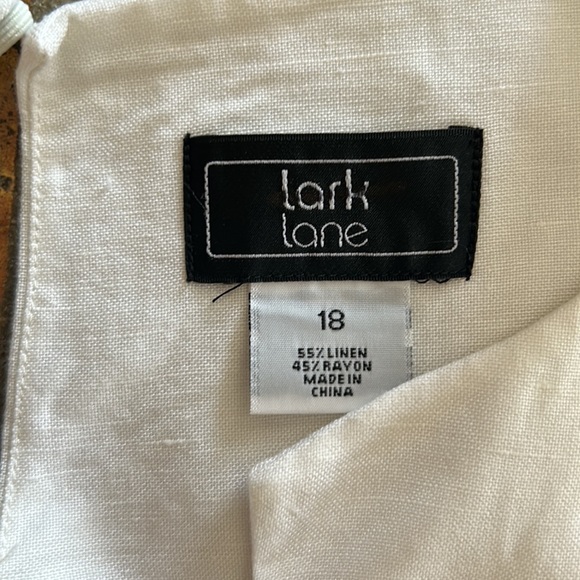 lark
lane
18
55% LINEN
45% RAYON
MADE IN
CHINA